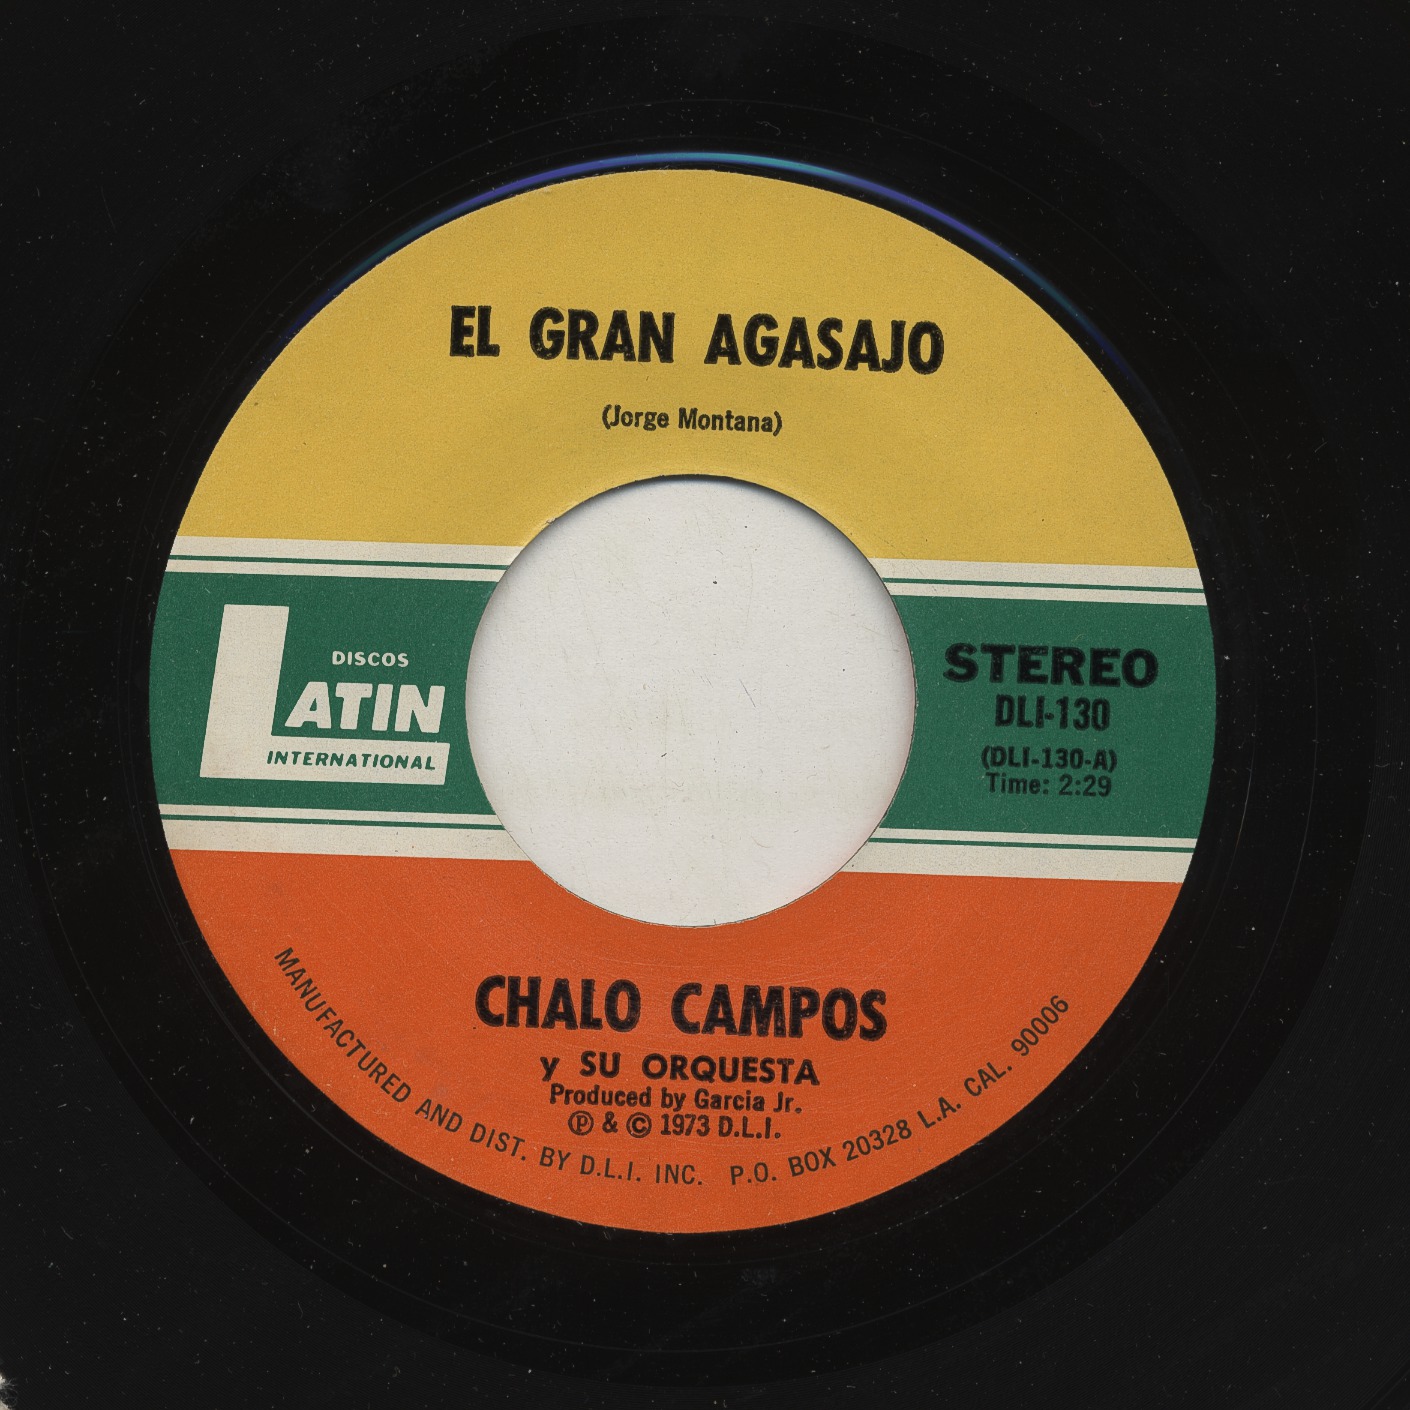 EL GRAN AGASAJO
(Jorge Montana)
DISCOS
LATIN
INTERNATIONAL
STEREO
DLI-130
(DLI-130-A)
Time: 2:29
CHALO CAMPOS
y SU ORQUESTA
Produced by Garcia Jr.
Ⓟ & © 1973 D.L.I.
MANUFACTURED AND DIST. BY D.L.I. INC. P.O. BOX 20328 L.A. CAL. 90006